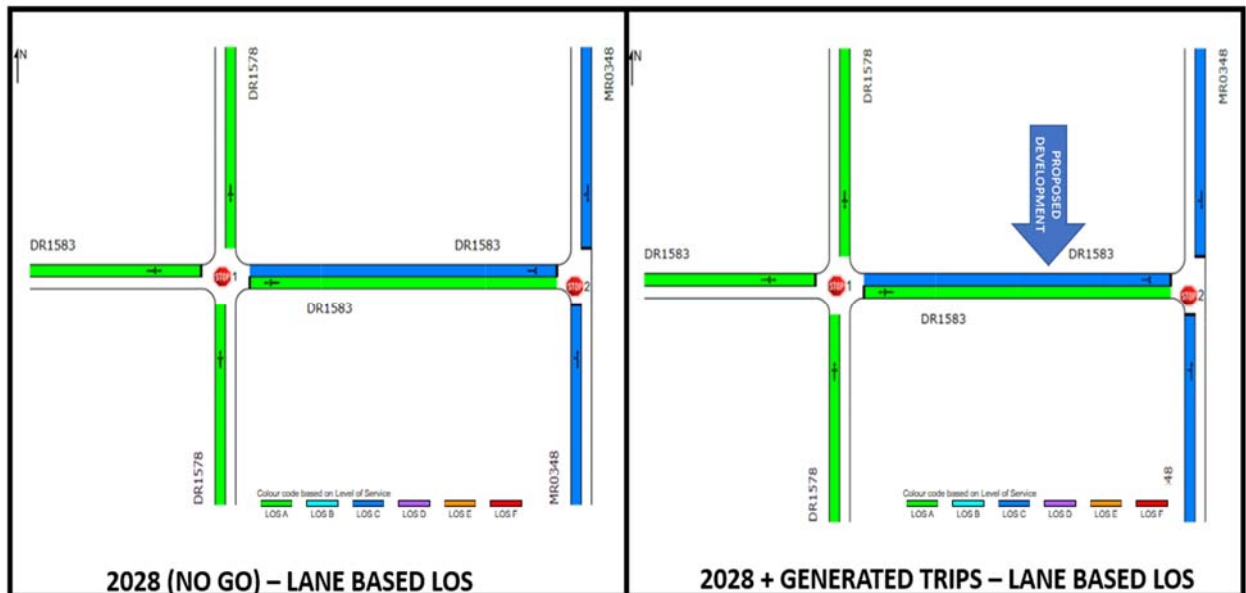 N
DR1578
MR0348
DR1583
DR1583
STOP 1
STOP 2
DR1583
DR1578
MR0348
Colour code based on Level of Service
LOS A LOS B LOS C LOS D LOS E LOS F
2028 (NO GO) – LANE BASED LOS
N
DR1578
MR0348
PROPOSED
DEVELOPMENT
DR1583
DR1583
STOP 1
STOP 2
DR1583
DR1578
48
Colour code based on Level of Service
LOS A LOS B LOS C LOS D LOS E LOS F
2028 + GENERATED TRIPS – LANE BASED LOS